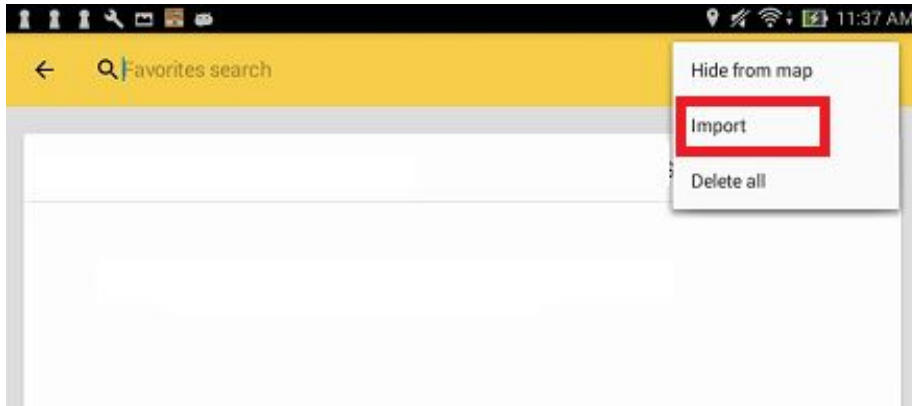 11:37 AM
Favorites search
Hide from map
Import
Delete all